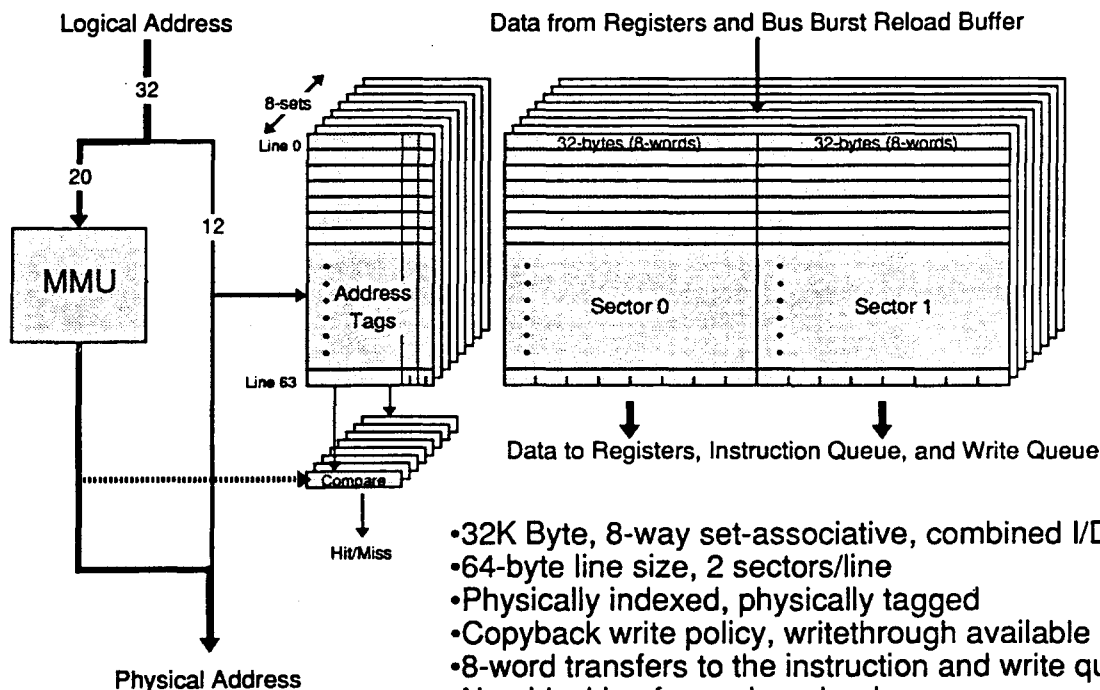 Logical Address
Data from Registers and Bus Burst Reload Buffer
32
8-sets
Line 0
32-bytes (8-words)
32-bytes (8-words)
20
12
MMU
Address
Tags
Sector 0
Sector 1
Line 63
Data to Registers, Instruction Queue, and Write Queue
Compare
Hit/Miss
•32K Byte, 8-way set-associative, combined I/D
•64-byte line size, 2 sectors/line
•Physically indexed, physically tagged
•Copyback write policy, writethrough available
•8-word transfers to the instruction and write
Physical Address